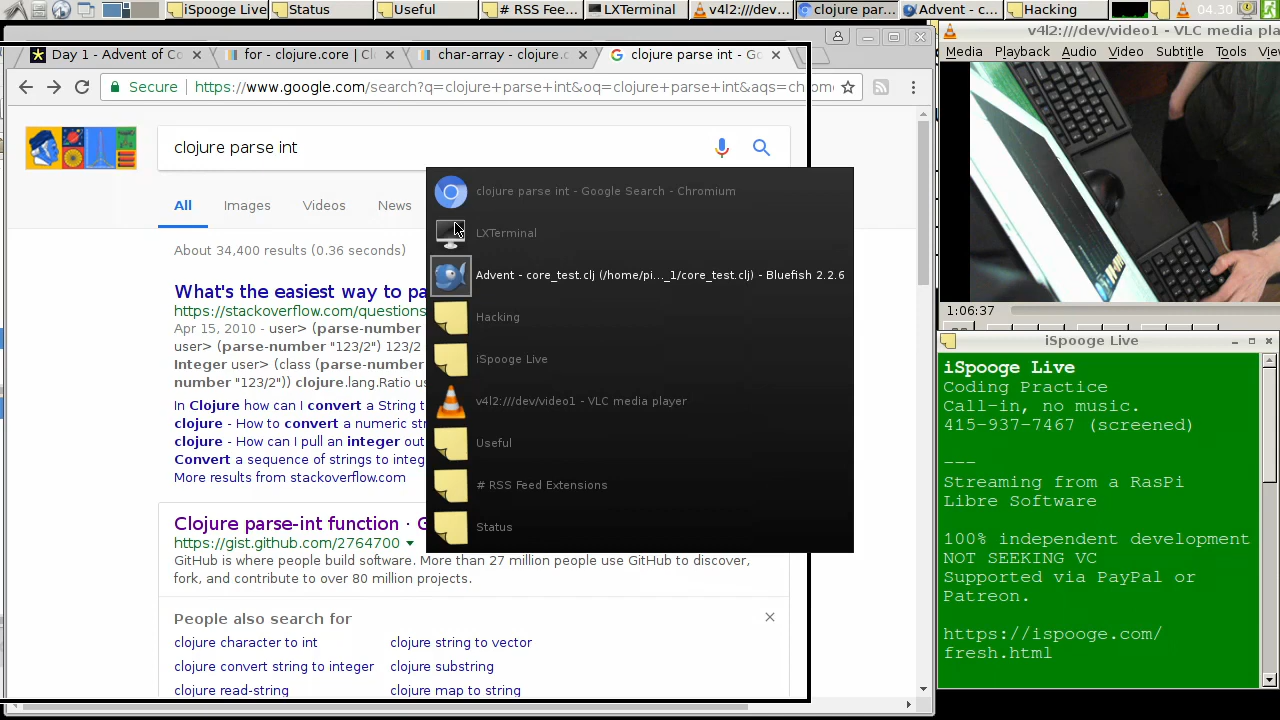 iSpooge Live
Status
Useful
# RSS Fee...
LXTerminal
v4l2:///dev...
clojure par...
Advent - c...
Hacking
04.30
Day 1 - Advent of Co
for - clojure.core | Cl
char-array - clojure.c
clojure parse int - Go
Secure
https://www.google.com/search?q=clojure+parse+int&oq=clojure+parse+int&aqs=chrom
clojure parse int
All
Images
Videos
News
About 34,400 results (0.36 seconds)
What's the easiest way to pa
https://stackoverflow.com/questions
Apr 15, 2010 - user> (parse-number
user> (parse-number "123/2") 123/2
Integer user> (class (parse-number
number "123/2")) clojure.lang.Ratio us
In Clojure how can I convert a String t
clojure - How to convert a numeric str
clojure - How can I pull an integer out
Convert a sequence of strings to integ
More results from stackoverflow.com
Clojure parse-int function · G
https://gist.github.com/2764700
GitHub is where people build software. More than 27 million people use GitHub to discover,
fork, and contribute to over 80 million projects.
People also search for
clojure character to int
clojure string to vector
clojure convert string to integer
clojure substring
clojure read-string
clojure map to string
clojure parse int - Google Search - Chromium
LXTerminal
Advent - core_test.clj (/home/pi..._1/core_test.clj) - Bluefish 2.2.6
Hacking
iSpooge Live
v4l2:///dev/video1 - VLC media player
Useful
# RSS Feed Extensions
Status
v4l2:///dev/video1 - VLC media pla
Media
Playback
Audio
Video
Subtitle
Tools
Vie
1:06:37
iSpooge Live
iSpooge Live
Coding Practice
Call-in, no music.
415-937-7467 (screened)
---
Streaming from a RasPi
Libre Software
100% independent development
NOT SEEKING VC
Supported via PayPal or
Patreon.
https://ispooge.com/
fresh.html